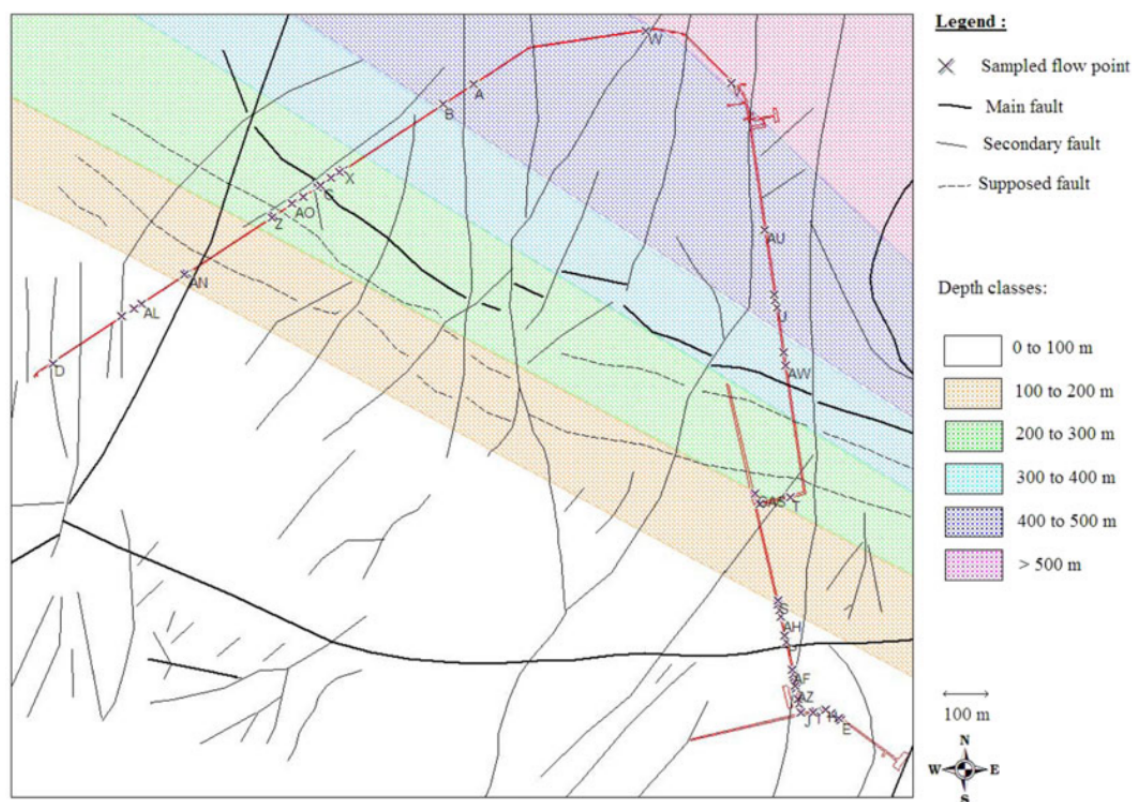 Legend :
Sampled flow point
Main fault
Secondary fault
Supposed fault
Depth classes:
0 to 100 m
100 to 200 m
200 to 300 m
300 to 400 m
400 to 500 m
> 500 m
100 m
N
W E
S
W
A
V
B
X
C
AO
Z
AU
AN
AL
U
D
AW
T
S
AH
AF
AZ
J
E